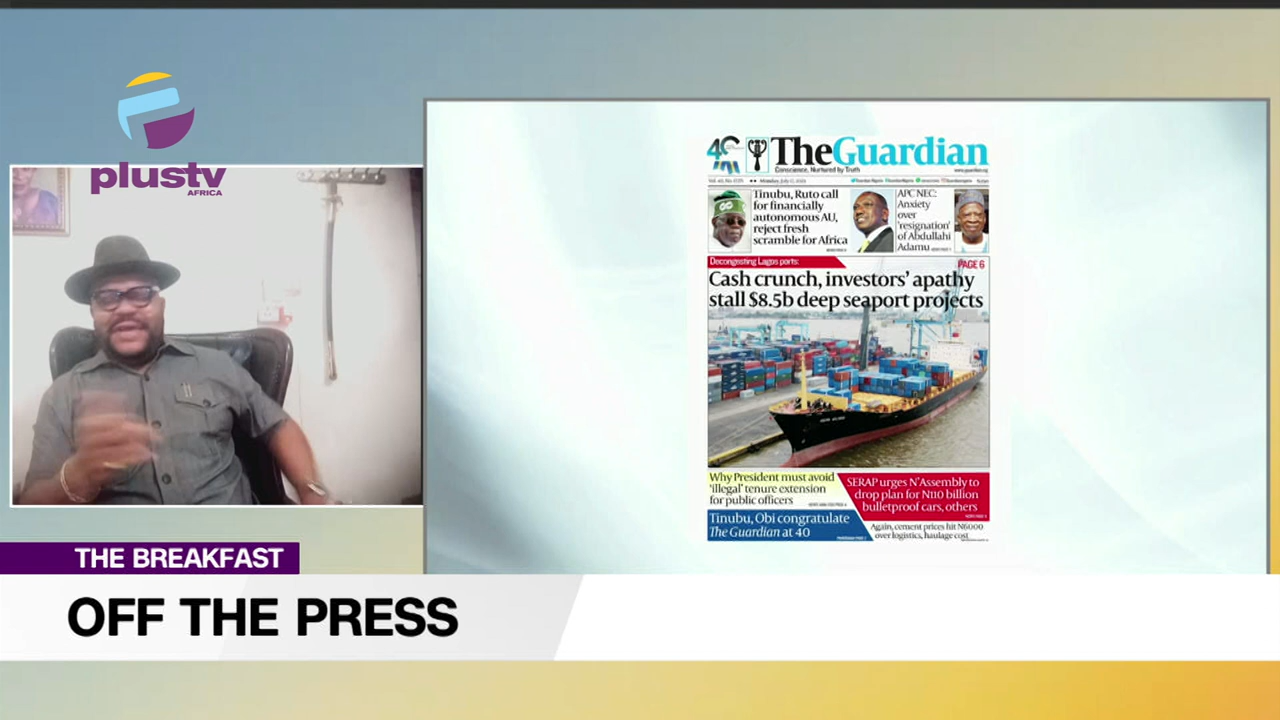 plustv
AFRICA
40
TheGuardian
Conscience, Nurtured by Truth
www.guardian.ng
Tinubu, Ruto call
for financially
autonomous AU,
reject fresh
scramble for Africa
APC NEC:
Anxiety
over
'resignation'
of Abdullahi
Adamu
Decongesting Lagos ports:
PAGE 6
Cash crunch, investors' apathy
stall $8.5b deep seaport projects
Why President must avoid
'illegal' tenure extension
for public officers
SERAP urges N'Assembly to
drop plan for N110 billion
bulletproof cars, others
Tinubu, Obi congratulate
The Guardian at 40
Again, cement prices hit N6000
over logistics, haulage cost
THE BREAKFAST
OFF THE PRESS